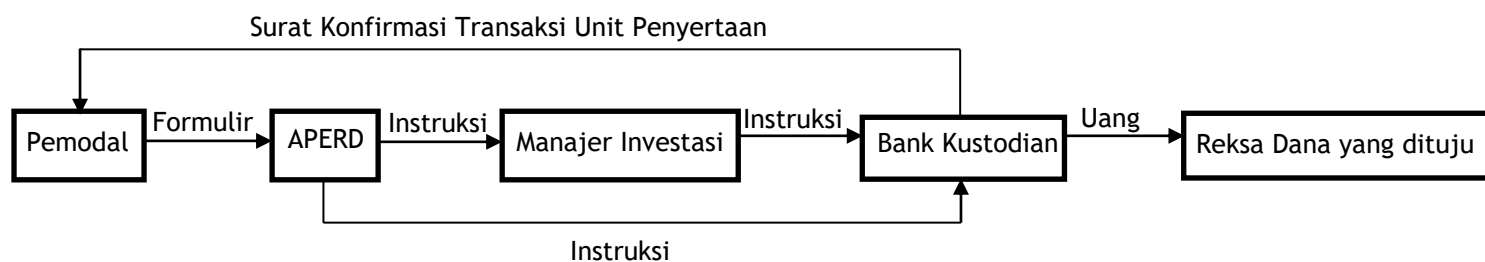 Surat Konfirmasi Transaksi Unit Penyertaan
Pemodal
Formulir
APERD
Instruksi
Manajer Investasi
Instruksi
Bank Kustodian
Uang
Reksa Dana yang dituju
Instruksi